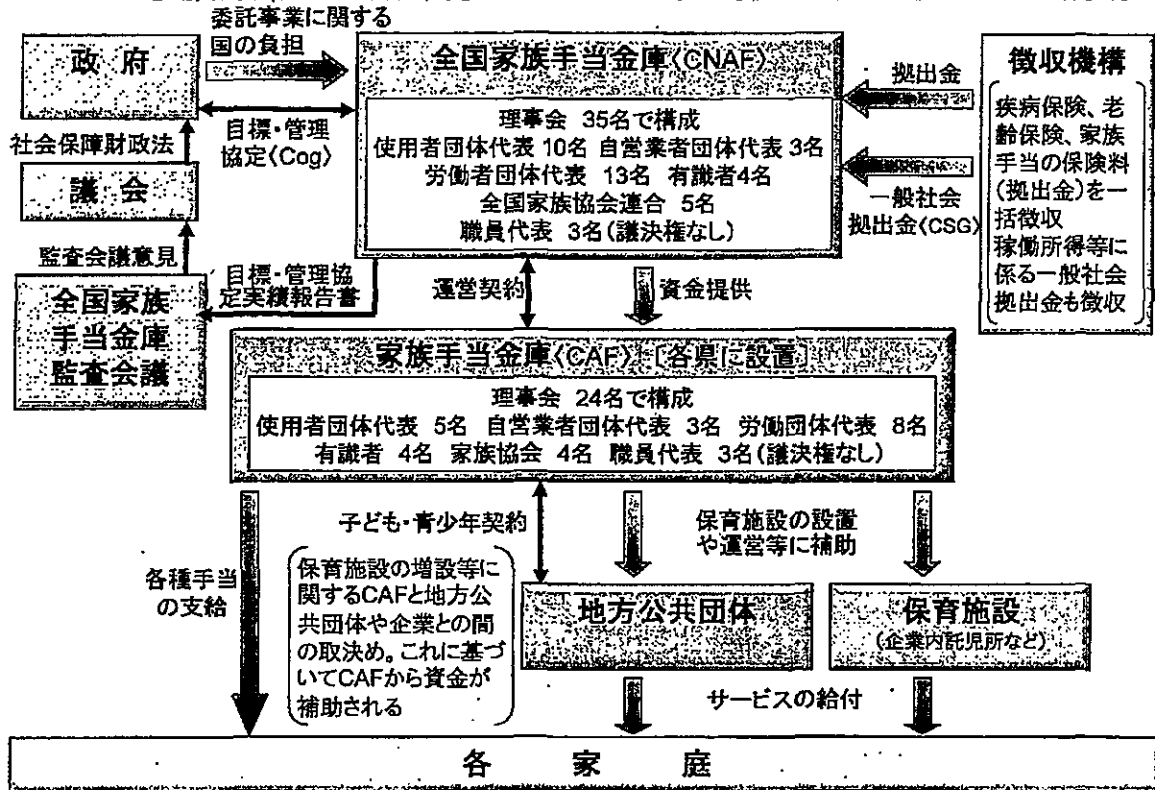 委託事業に関する
国の負担
政府
全国家族手当金庫〈CNAF〉
拠出金
徴収機構
理事会 35名で構成
使用者団体代表 10名 自営業者団体代表 3名
労働者団体代表 13名 有識者4名
全国家族協会連合 5名
職員代表 3名(議決権なし)
疾病保険、老
齢保険、家族
手当の保険料
(拠出金)を一
括徴収
稼働所得等に
係る一般社会
拠出金も徴収
目標・管理
協定〈Cog〉
社会保障財政法
議会
一般社会
拠出金〈CSG〉
監査会議意見
目標・管理協
定実績報告書
運営契約
資金提供
全国家族
手当金庫
監査会議
家族手当金庫〈CAF〉 [各県に設置]
理事会 24名で構成
使用者団体代表 5名 自営業者団体代表 3名 労働団体代表 8名
有識者 4名 家族協会 4名 職員代表 3名(議決権なし)
子ども・青少年契約
保育施設の設置
や運営等に補助
各種手当
の支給
保育施設の増設等に
関するCAFと地方公
共団体や企業との間
の取決め。これに基づ
いてCAFから資金が
補助される
地方公共団体
保育施設
(企業内託児所など)
サービスの給付
各家庭